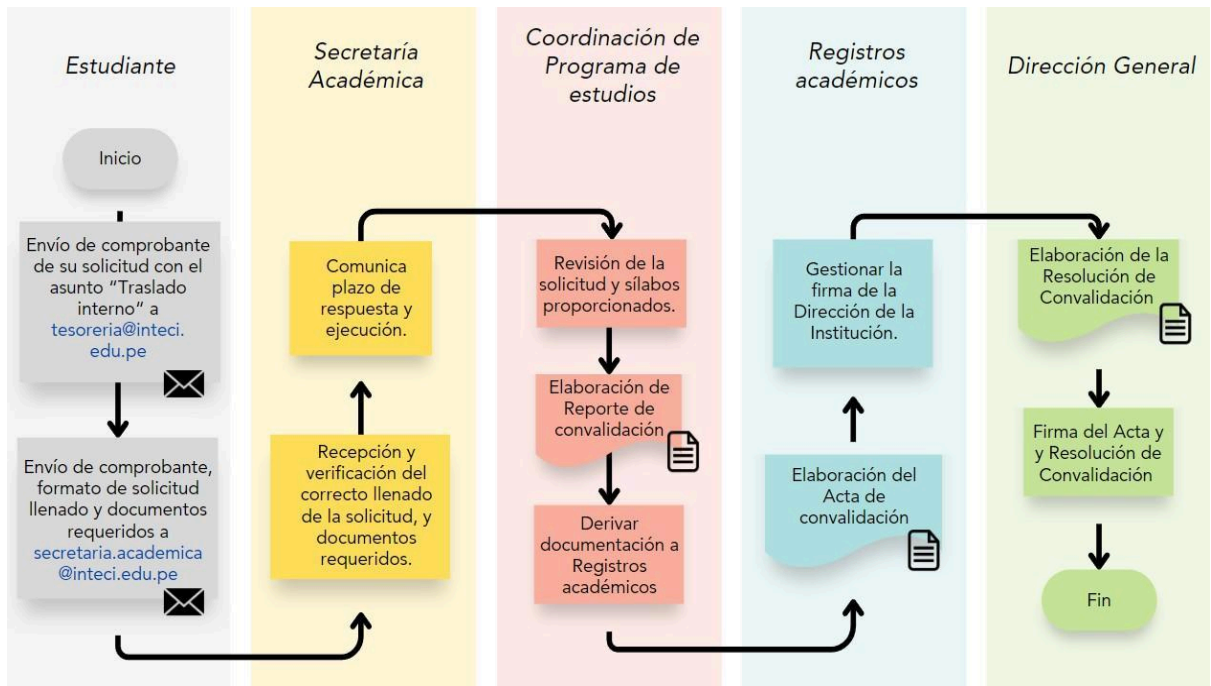 Estudiante
Inicio
Envío de comprobante
de su solicitud con el
asunto “Traslado
interno” a
tesoreria@inteci.
edu.pe
Envío de comprobante,
formato de solicitud
llenado y documentos
requeridos a
secretaria.academica
@inteci.edu.pe
Secretaría
Académica
Comunica
plazo de
respuesta y
ejecución.
Recepción y
verificación del
correcto llenado
de la solicitud, y
documentos
requeridos.
Coordinación de
Programa de
estudios
Revisión de la
solicitud y sílabos
proporcionados.
Elaboración de
Reporte de
convalidación
Derivar
documentación a
Registros
académicos
Registros
académicos
Gestionar la
firma de la
Dirección de la
Institución.
Elaboración del
Acta de
convalidación
Dirección General
Elaboración de la
Resolución de
Convalidación
Firma del Acta y
y Resolución de
Convalidación
Fin